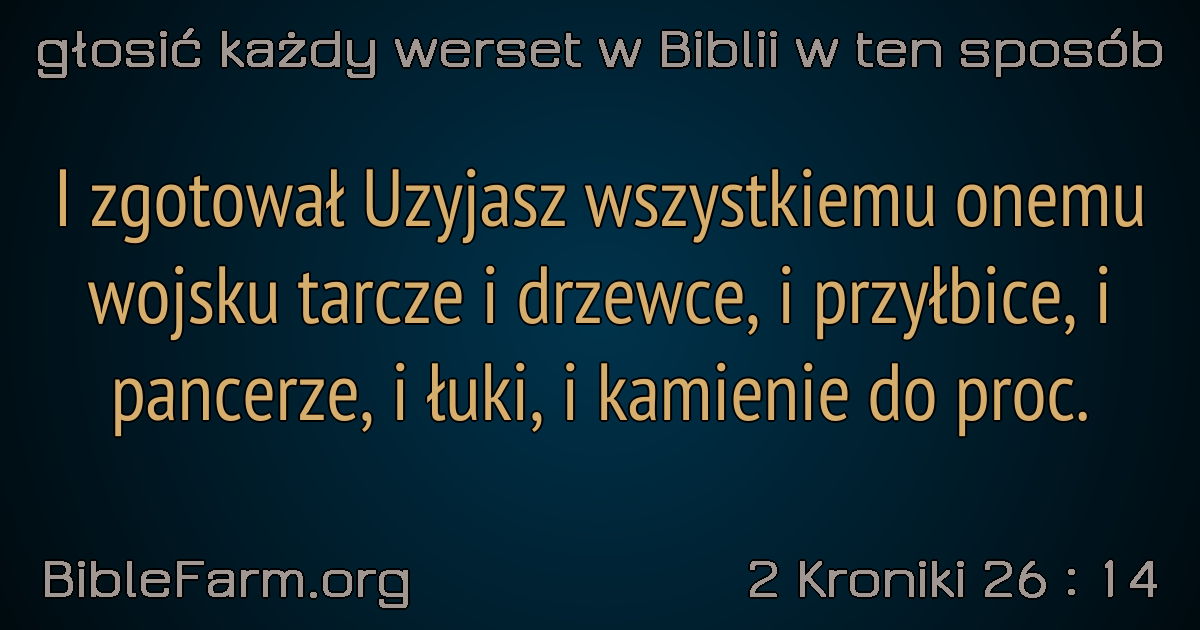 głosić każdy werset w Biblii w ten sposób
I zgotował Uzyjasz wszystkiemu onemu
wojsku tarcze i drzewce, i przyłbice, i
pancerze, i łuki, i kamienie do proc.
BibleFarm.org
2 Kroniki 26 : 14